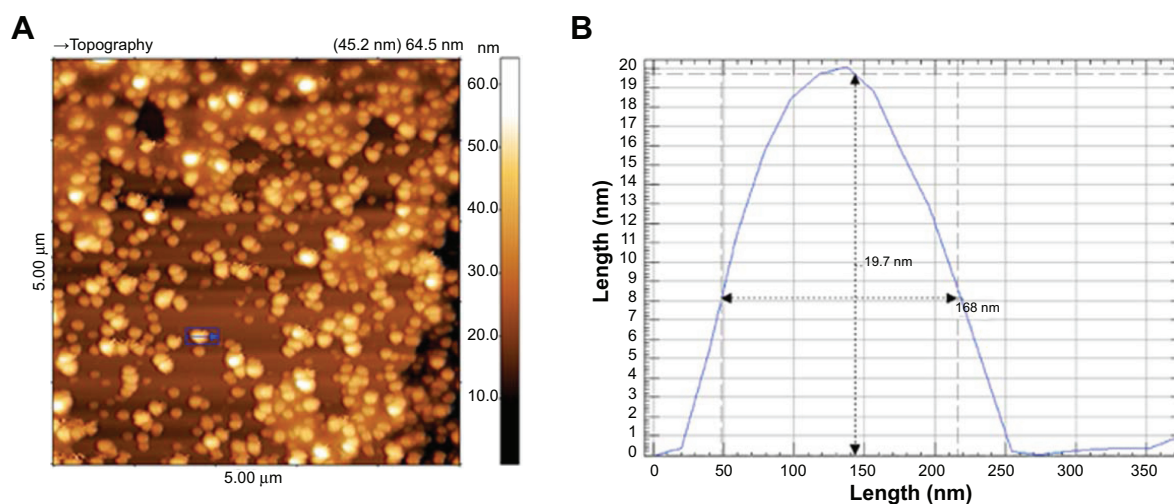 A
→Topography (45.2 nm) 64.5 nm
nm
60.0
50.0
40.0
30.0
20.0
10.0
5.00 µm
5.00 µm
B
Length (nm)
20
19
17
16
15
14
13
12
11
10
8
7
6
5
4
3
2
1
0
19.7 nm
168 nm
0 50 100 150 200 250 300 350
Length (nm)